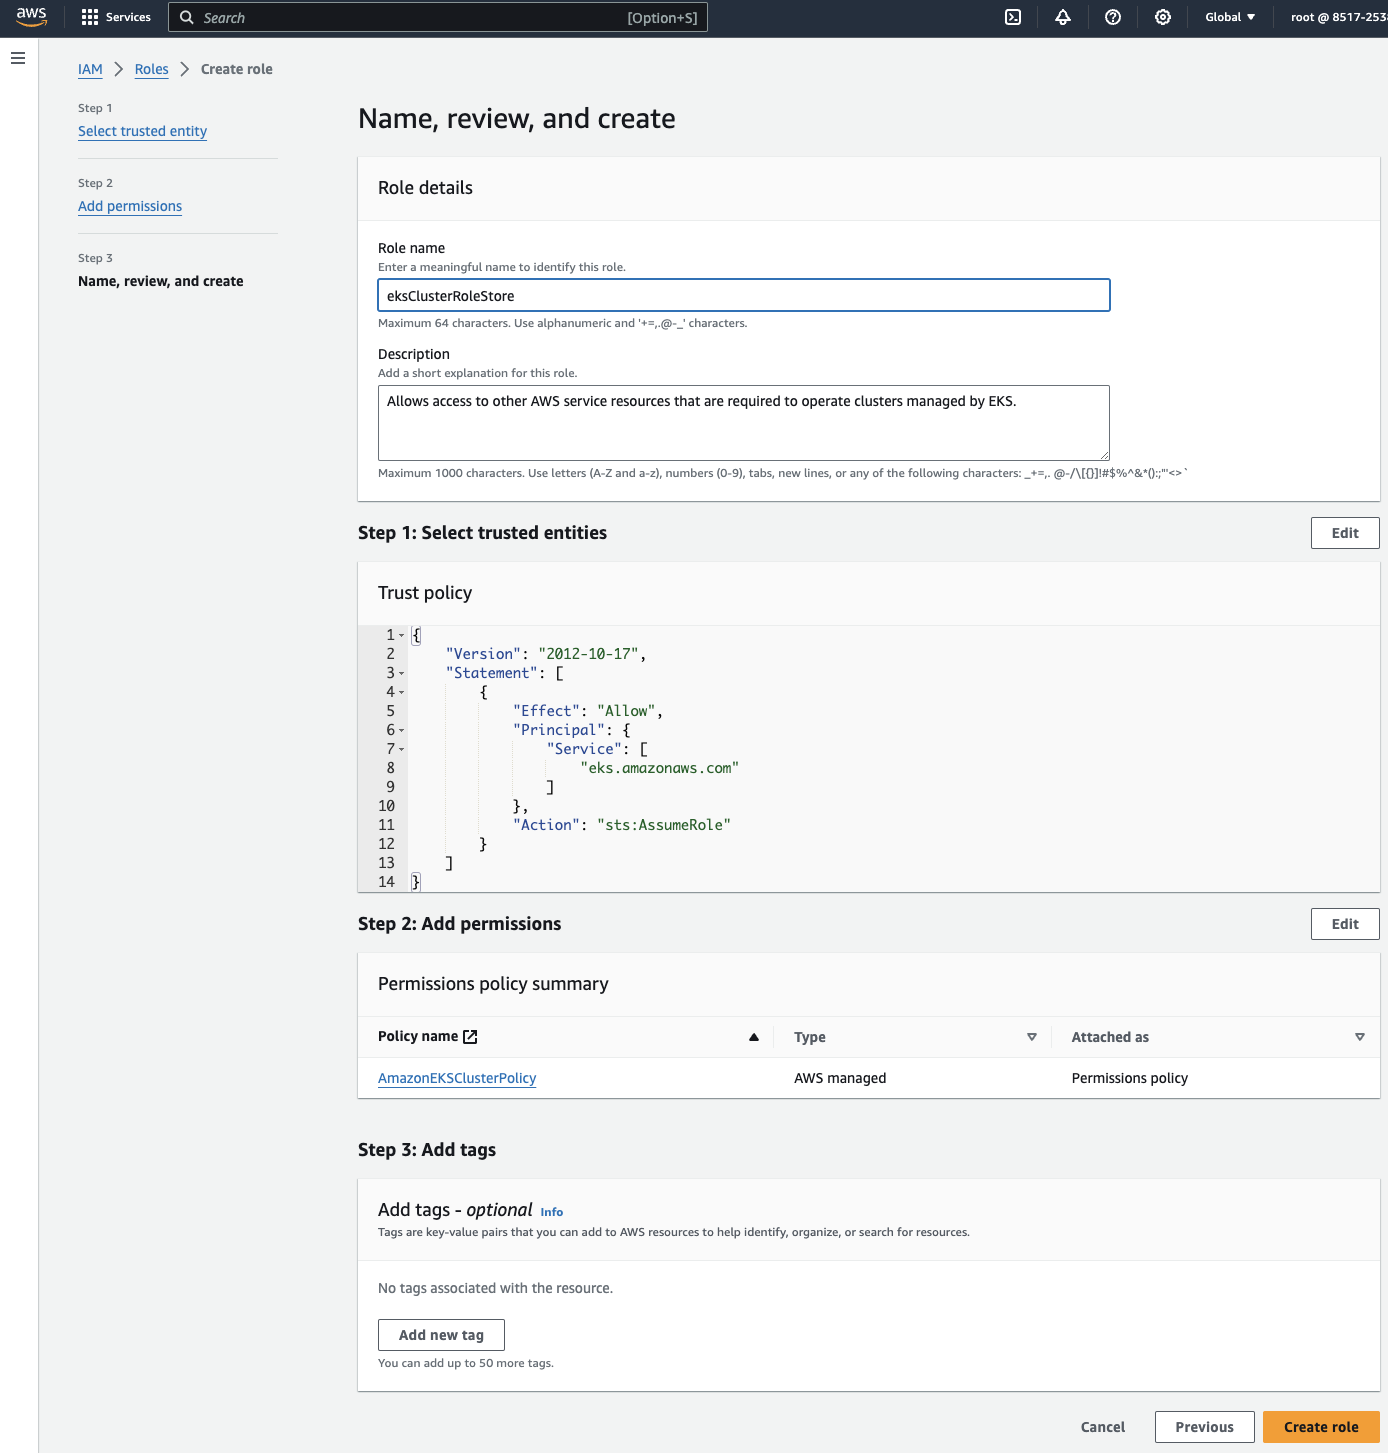 aws
Services
Search
[Option+S]
Global
root @ 8517-253
IAM
Roles
Create role
Step 1
Select trusted entity
Step 2
Add permissions
Step 3
Name, review, and create
Name, review, and create
Role details
Role name
Enter a meaningful name to identify this role.
eksClusterRoleStore
Maximum 64 characters. Use alphanumeric and '+=,.@-_' characters.
Description
Add a short explanation for this role.
Allows access to other AWS service resources that are required to operate clusters managed by EKS.
Maximum 1000 characters. Use letters (A-Z and a-z), numbers (0-9), tabs, new lines, or any of the following characters: _+=,. @-/\[{}]!#$%^&*();:"'<>`
Step 1: Select trusted entities
Edit
Trust policy
1 {
2 "Version": "2012-10-17",
3 "Statement": [
4 {
5 "Effect": "Allow",
6 "Principal": {
7 "Service": [
8 "eks.amazonaws.com"
9 ]
10 },
11 "Action": "sts:AssumeRole"
12 }
13 ]
14 }
Step 2: Add permissions
Edit
Permissions policy summary
Policy name
Type
Attached as
AmazonEKSClusterPolicy
AWS managed
Permissions policy
Step 3: Add tags
Add tags - optional Info
Tags are key-value pairs that you can add to AWS resources to help identify, organize, or search for resources.
No tags associated with the resource.
Add new tag
You can add up to 50 more tags.
Cancel
Previous
Create role